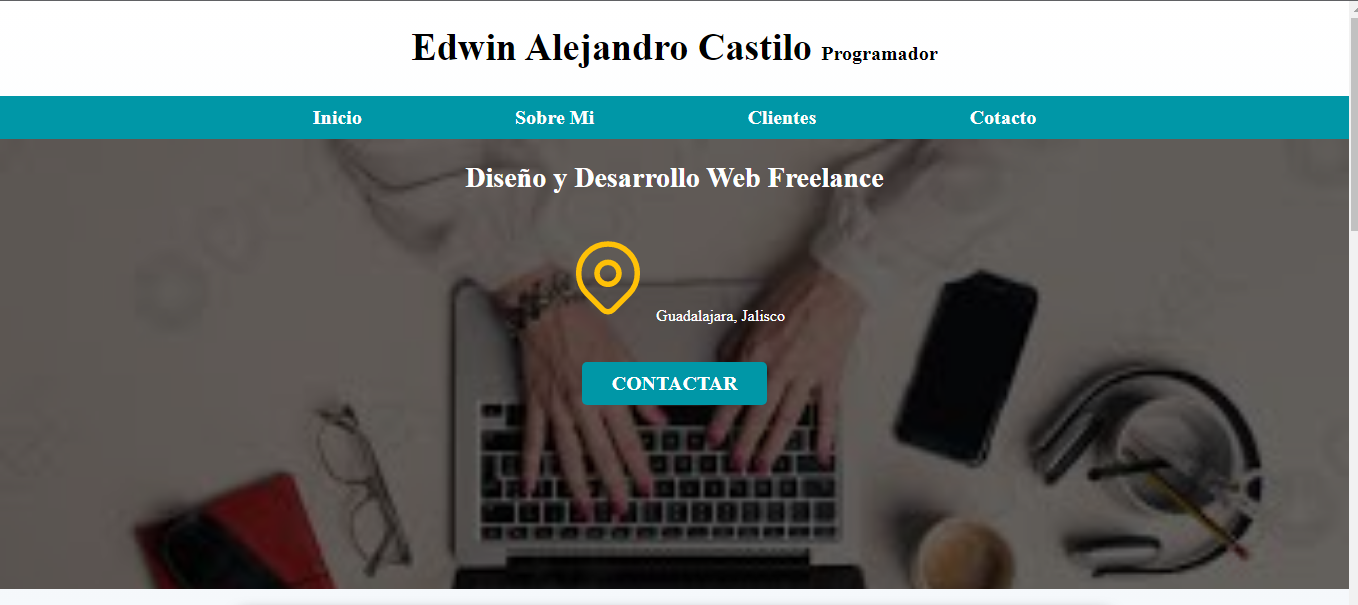 Edwin Alejandro Castilo Programador
Inicio Sobre Mi Clientes Cotacto
Diseño y Desarrollo Web Freelance
Guadalajara, Jalisco
CONTACTAR